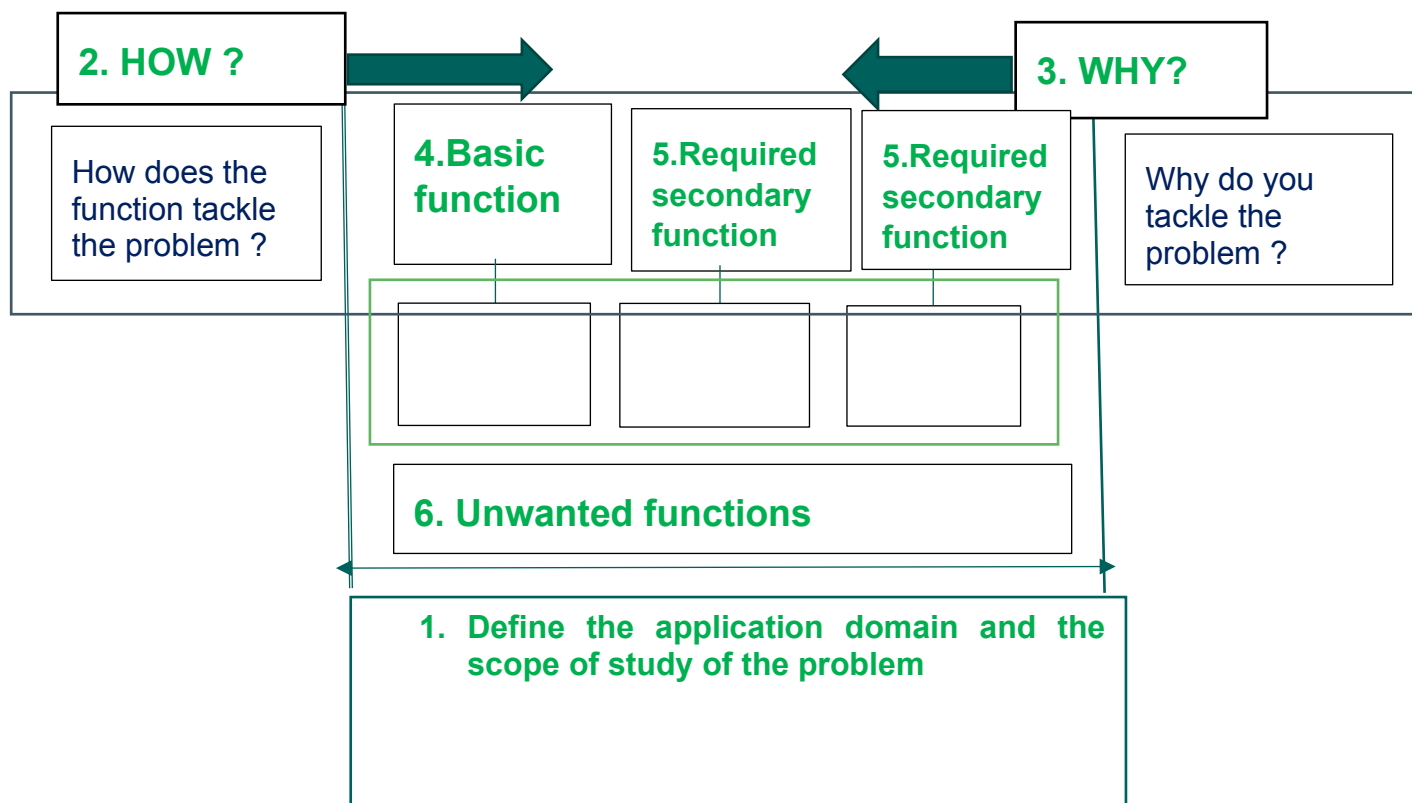 2. HOW ?
3. WHY?
How does the
function tackle
the problem ?
4.Basic
function
5.Required
secondary
function
5.Required
secondary
function
Why do you
tackle the
problem ?
6. Unwanted functions
1. Define the application domain and the
scope of study of the problem